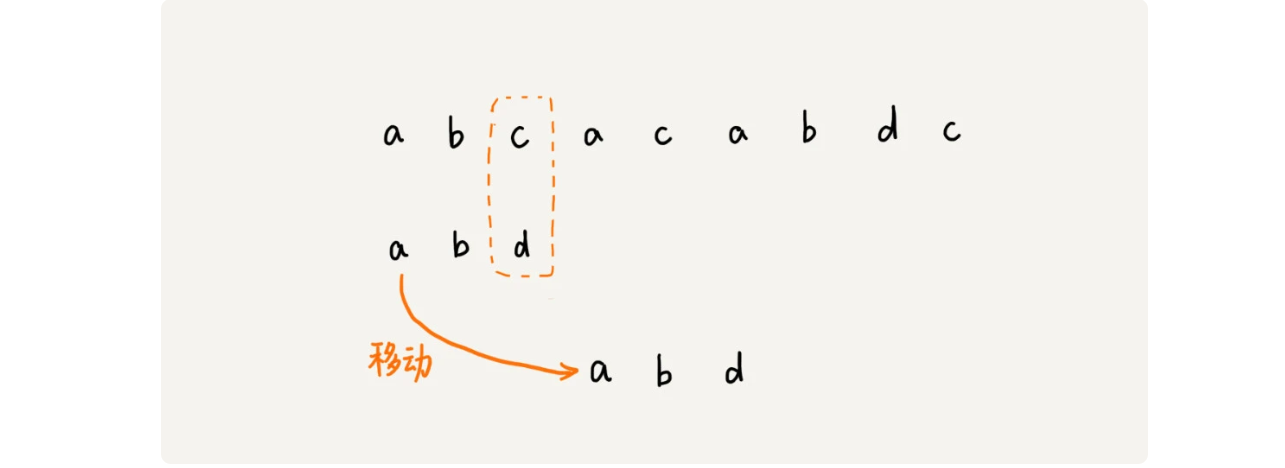 a b c a c a b d c
a b d
移动
a b d